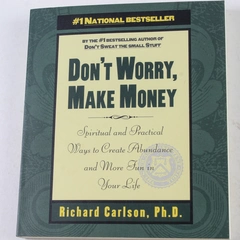 #1 NATIONAL BESTSELLER
BY THE #1 BESTSELLING AUTHOR OF
DON'T SWEAT THE SMALL STUFF
DON'T WORRY,
MAKE MONEY
Spiritual and Practical
Ways to Create Abundance
and More Fun in
Your Life
Richard Carlson, Ph.D.